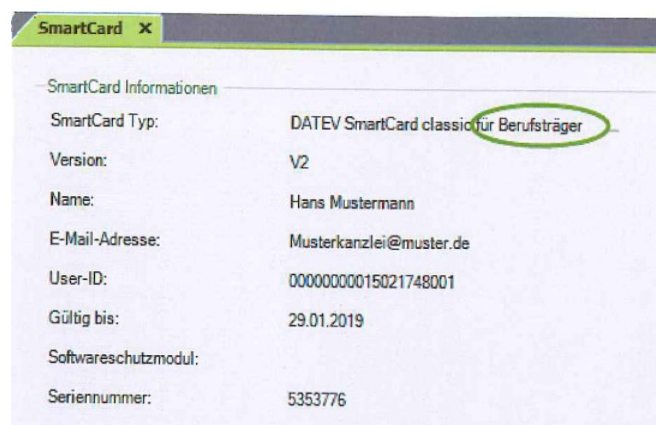 SmartCard X
SmartCard Informationen
SmartCard Typ: DATEV SmartCard classic für Berufsträger
Version: V2
Name: Hans Mustermann
E-Mail-Adresse: Musterkanzlei@muster.de
User-ID: 00000000015021748001
Gültig bis: 29.01.2019
Softwareschutzmodul:
Seriennummer: 5353776